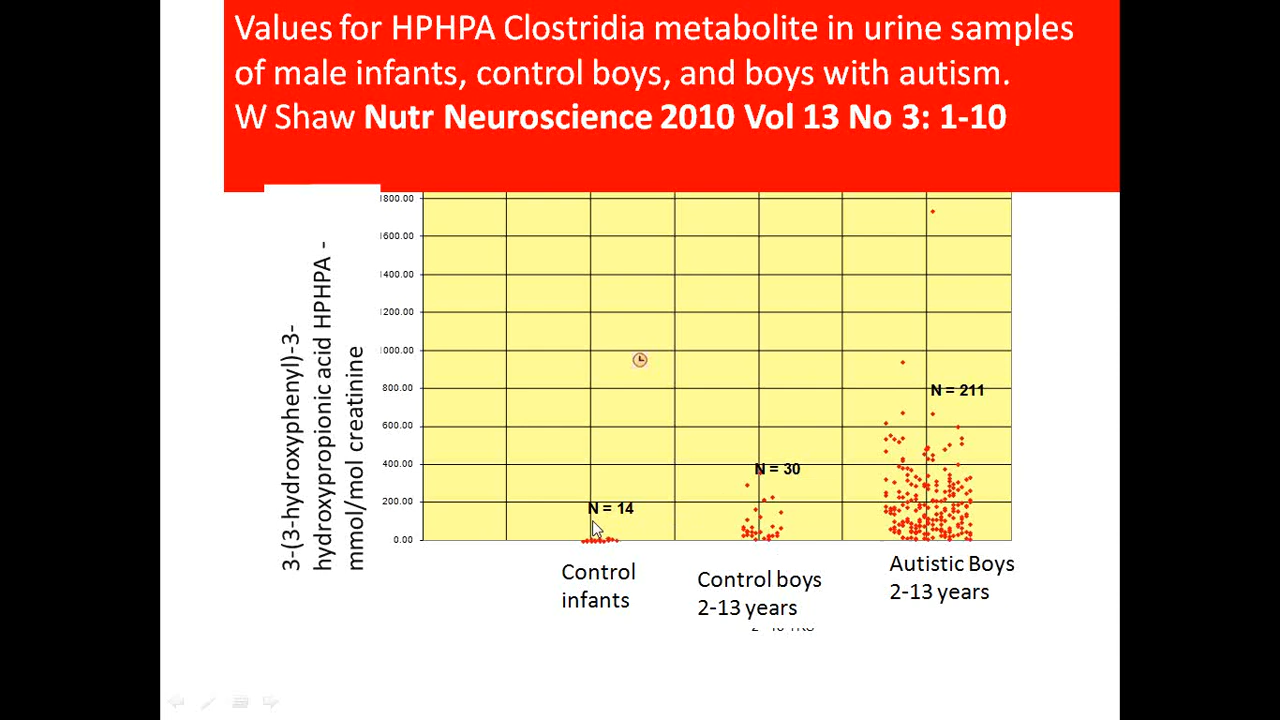 Values for HPHPA Clostridia metabolite in urine samples
of male infants, control boys, and boys with autism.
W Shaw Nutr Neuroscience 2010 Vol 13 No 3: 1-10
3-(3-hydroxyphenyl)-3-
hydroxypropionic acid HPHPA -
mmol/mol creatinine
1800.00
1600.00
1400.00
1200.00
1000.00
800.00
600.00
400.00
200.00
0.00
N = 211
N = 30
N = 14
Control
infants
Control boys
2-13 years
Autistic Boys
2-13 years